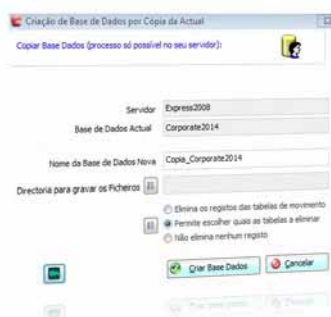 Criação de Base de Dados por Cópia da Actual
Copiar Base Dados (processo só possível no seu servidor):
Servidor Express2008
Base de Dados Actual Corporate2014
Nome da Base de Dados Nova Copia_Corporate2014
Directoria para gravar os Ficheiros
Elimina os registos das tabelas de movimento
Permite escolher quais as tabelas a eliminar
Não elimina nenhum registo
Criar Base Dados Cancelar